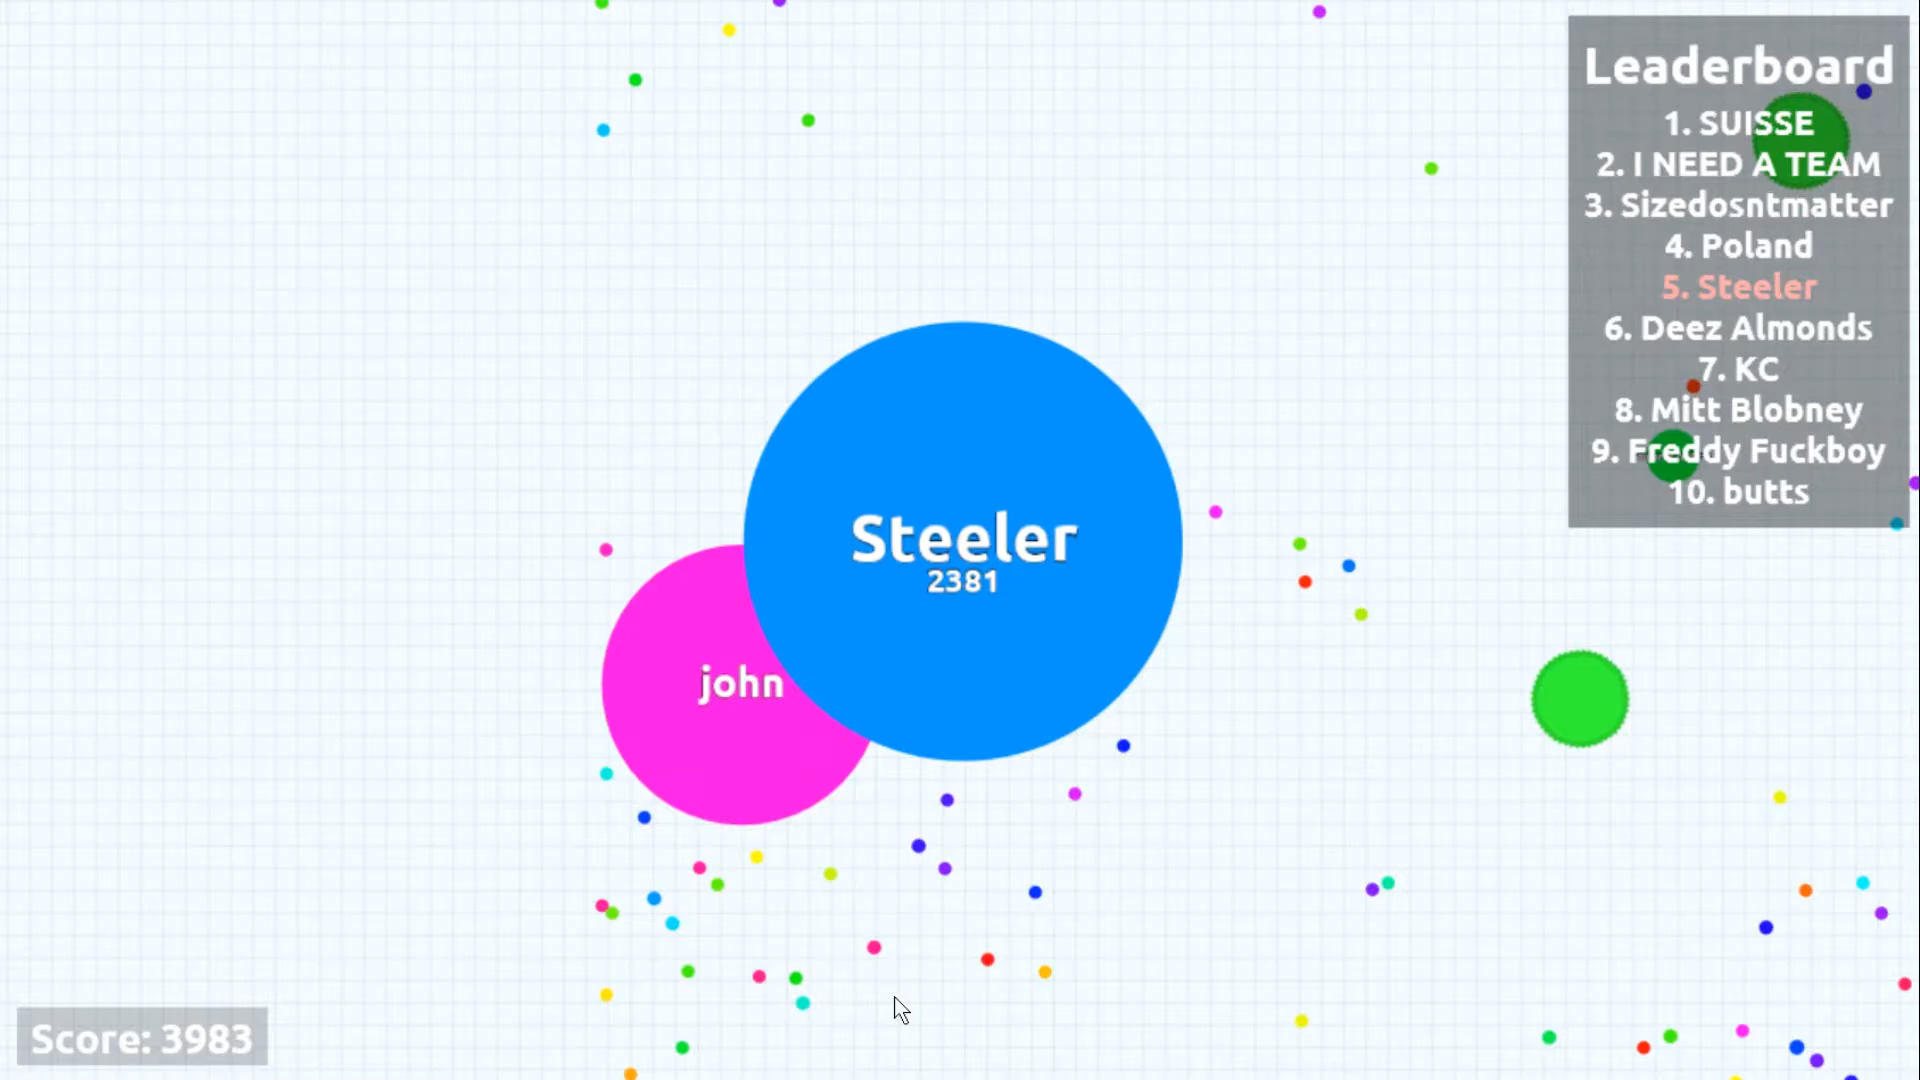 Leaderboard
1. SUISSE
2. I NEED A TEAM
3. Sizedosntmatter
4. Poland
5. Steeler
6. Deez Almonds
7. KC
8. Mitt Blobney
9. Freddy Fuckboy
10. butts
Steeler
2381
john
Score: 3983